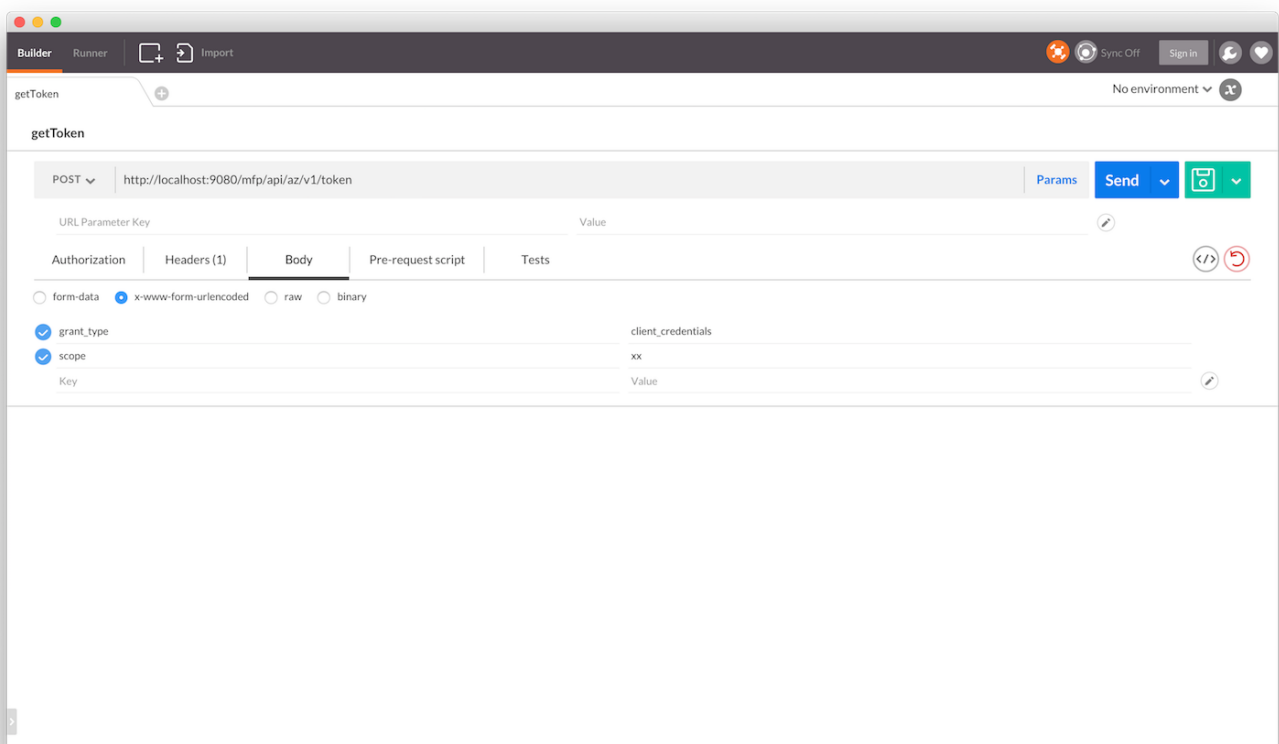 Builder Runner Import Sync Off Sign in
getToken No environment x
getToken
POST http://localhost:9080/mfp/api/az/v1/token Params Send
URL Parameter Key Value
Authorization Headers (1) Body Pre-request script Tests </>
form-data x-www-form-urlencoded raw binary
grant_type client_credentials
scope xx
Key Value